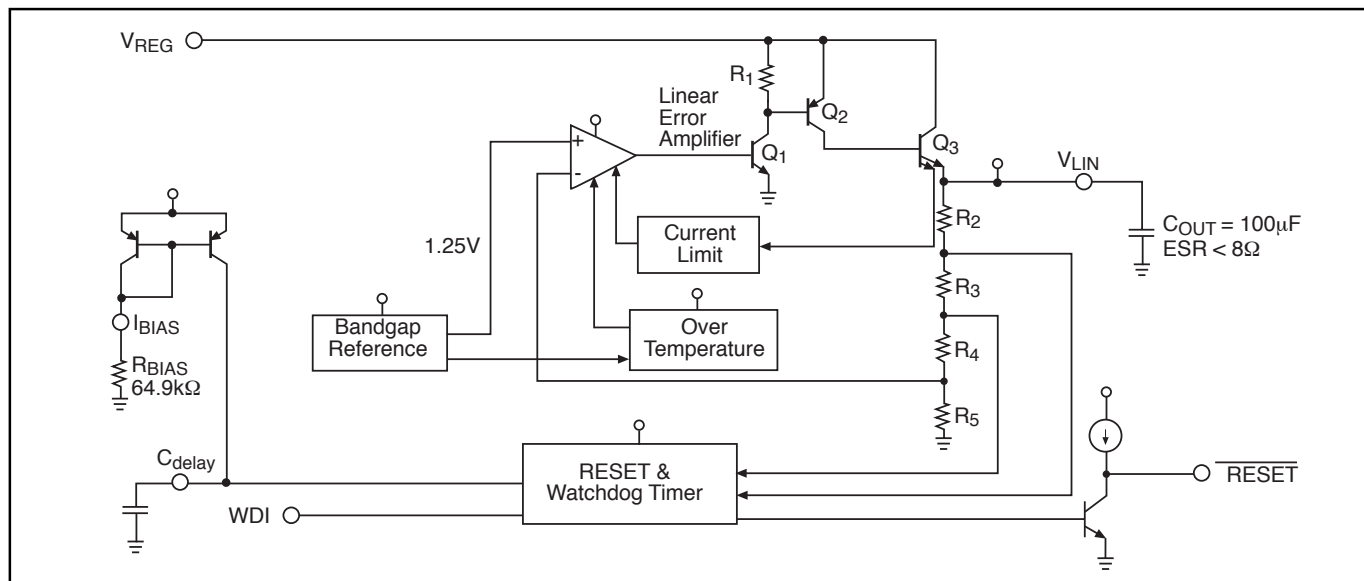 VREG
R1
Linear
Error
Amplifier
Q2
+
-
Q1
Q3
VLIN
R2
COUT = 100μF
ESR < 8Ω
Current
Limit
1.25V
R3
IBIAS
Bandgap
Reference
Over
Temperature
R4
RBIAS
64.9kΩ
R5
Cdelay
RESET &
Watchdog Timer
RESET
WDI